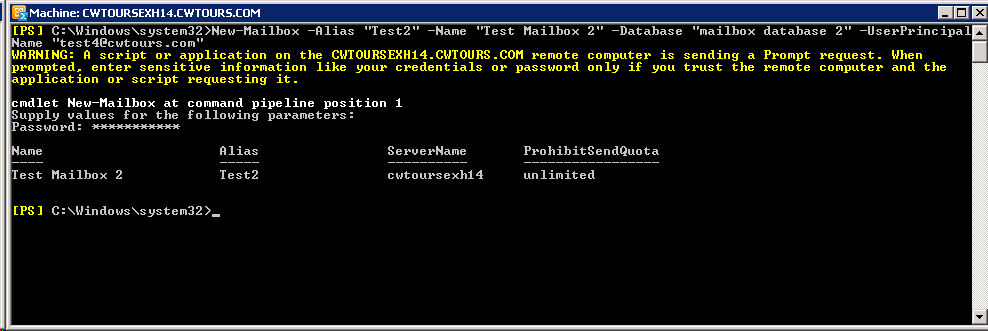 Machine: CWTOURSEXH14.CWTOURS.COM
[PS] C:\Windows\system32>New-Mailbox -Alias "Test2" -Name "Test Mailbox 2" -Database "mailbox database 2" -UserPrincipal
Name "test4@cwtours.com"
WARNING: A script or application on the CWTOURSEXH14.CWTOURS.COM remote computer is sending a Prompt request. When
prompted, enter sensitive information like your credentials or password only if you trust the remote computer and the
application or script requesting it.
cmdlet New-Mailbox at command pipeline position 1
Supply values for the following parameters:
Password: ***********
Name Alias ServerName ProhibitSendQuota
---- ----- ---------- -----------------
Test Mailbox 2 Test2 cwtoursexh14 unlimited
[PS] C:\Windows\system32>_